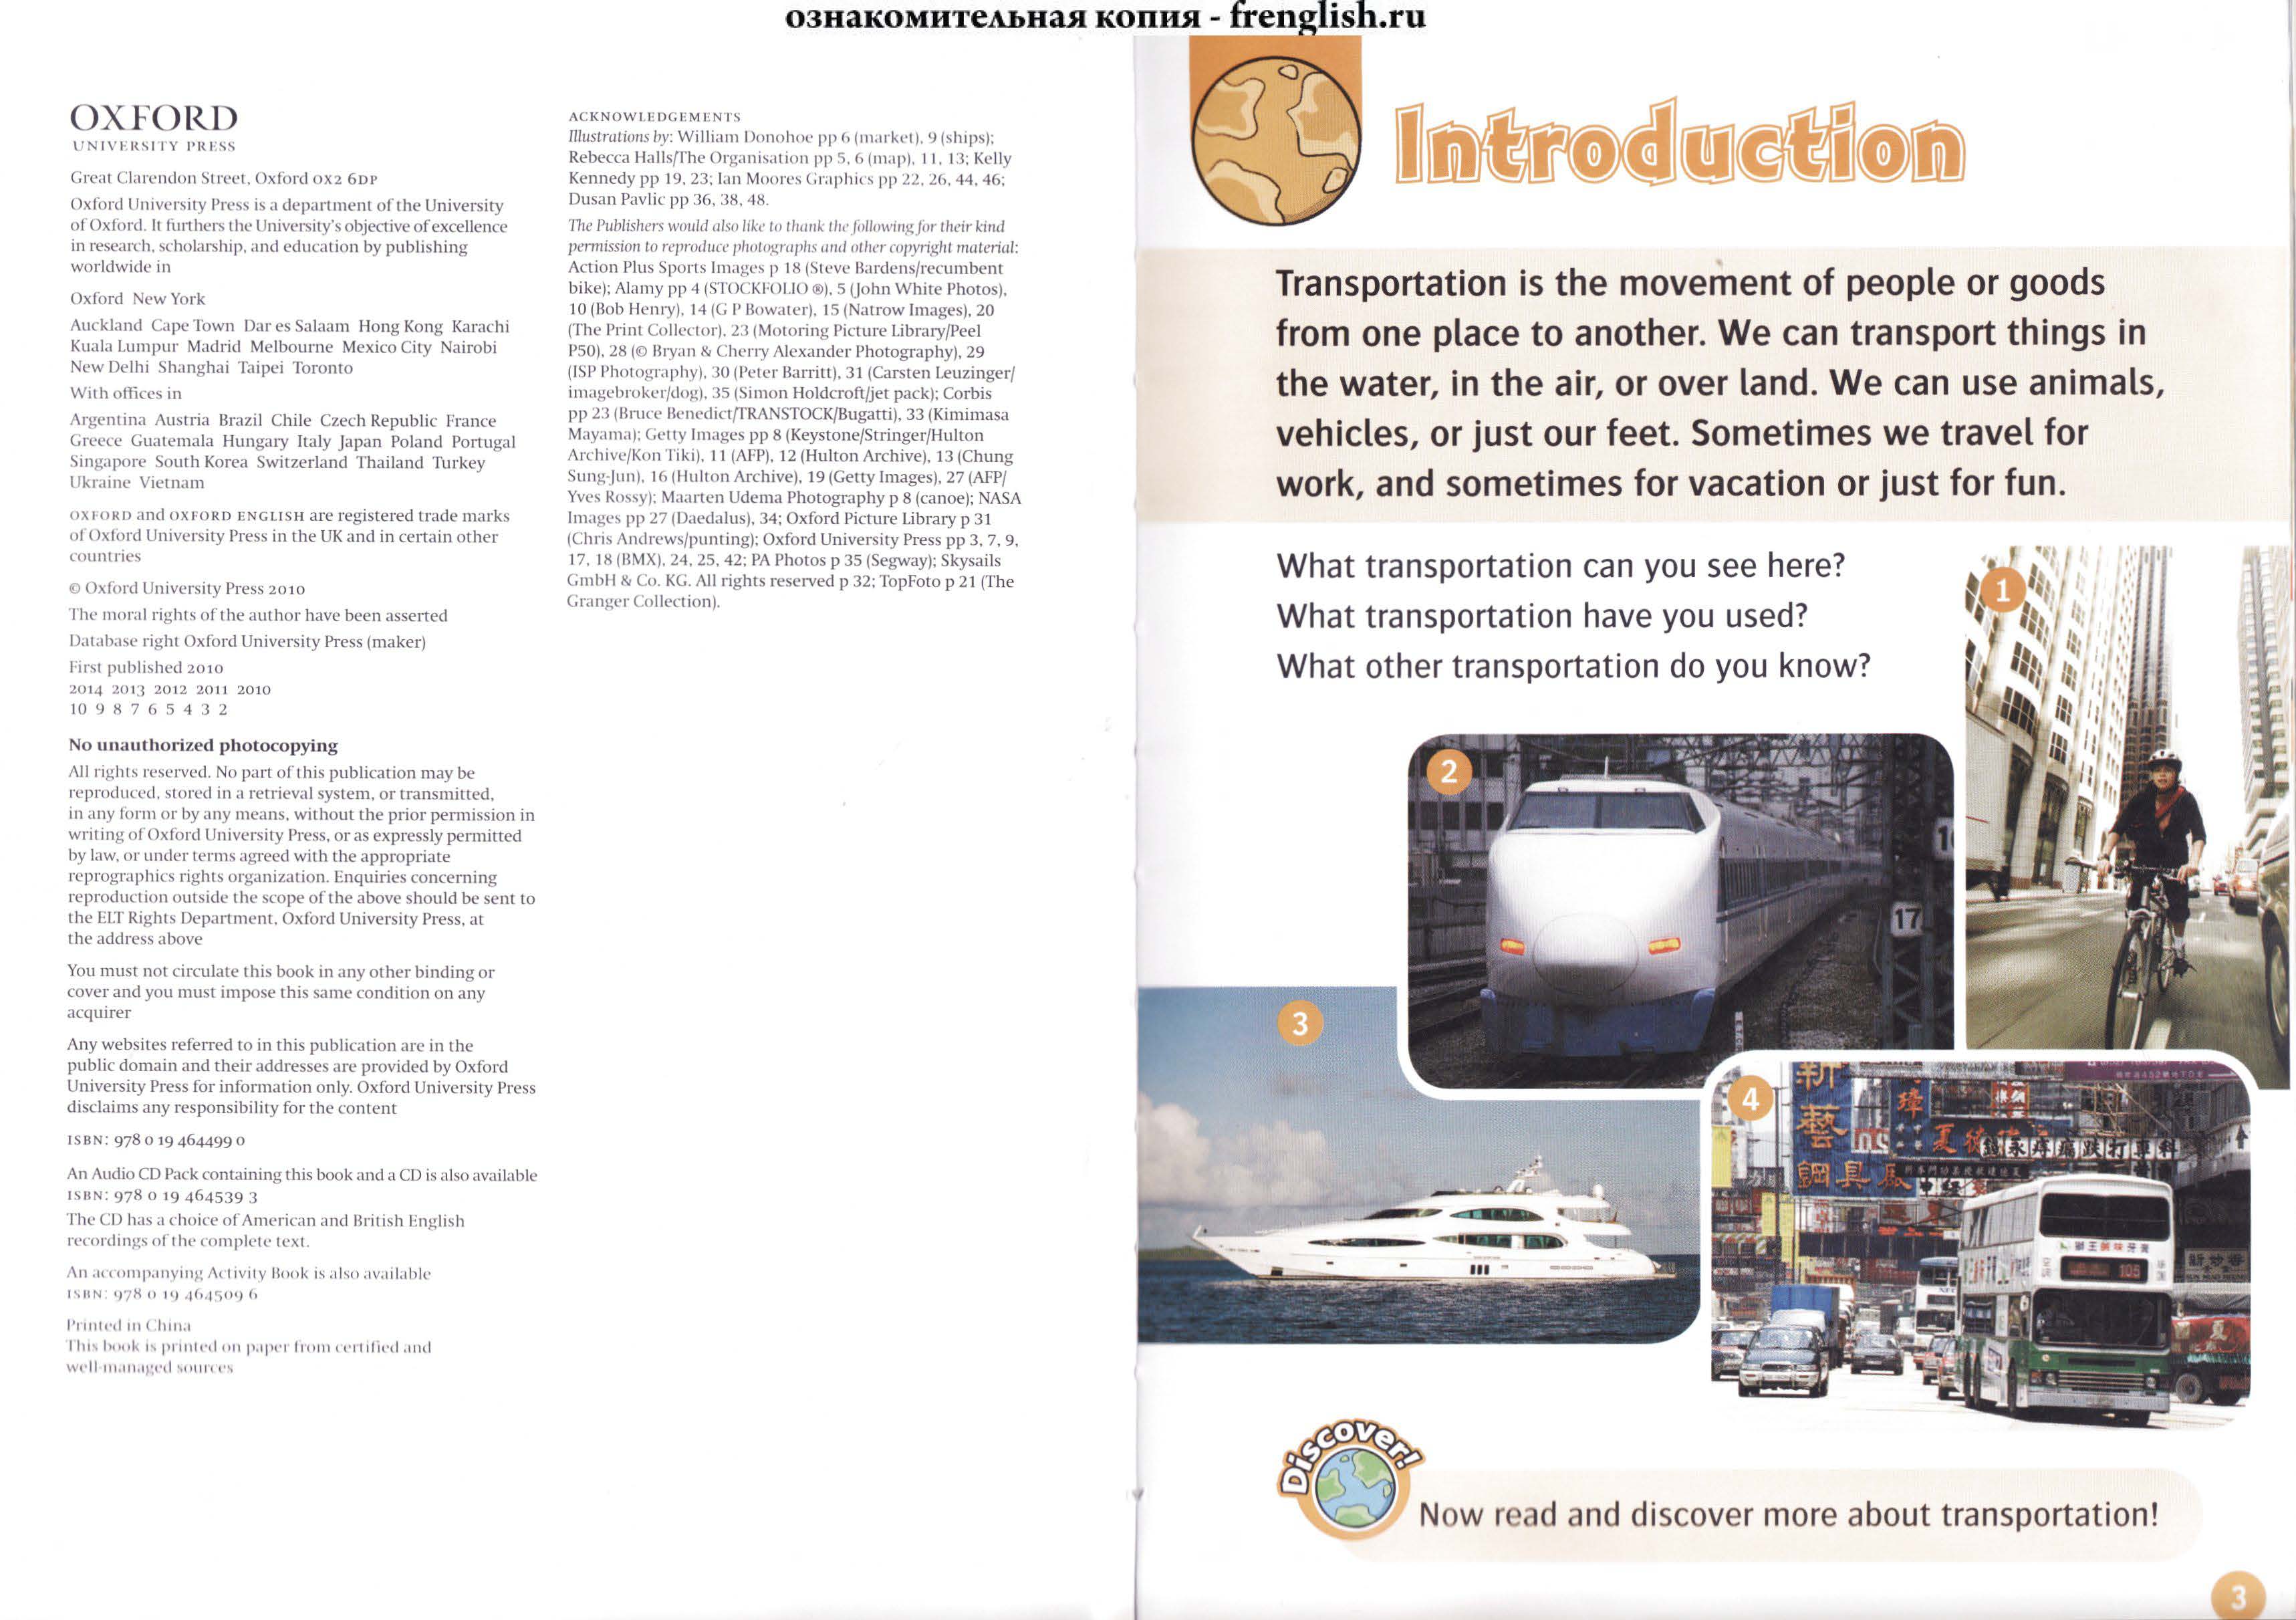 ознакомительная копия - frenglish.ru
OXFORD
UNIVERSITY PRESS
Great Clarendon Street, Oxford OX2 6DP
Oxford University Press is a department of the University
of Oxford. It furthers the University's objective of excellence
in research, scholarship, and education by publishing
worldwide in
Oxford New York
Auckland Cape Town Dar es Salaam Hong Kong Karachi
Kuala Lumpur Madrid Melbourne Mexico City Nairobi
New Delhi Shanghai Taipei Toronto
With offices in
Argentina Austria Brazil Chile Czech Republic France
Greece Guatemala Hungary Italy Japan Poland Portugal
Singapore South Korea Switzerland Thailand Turkey
Ukraine Vietnam
OXFORD and OXFORD ENGLISH are registered trade marks
of Oxford University Press in the UK and in certain other
countries
© Oxford University Press 2010
The moral rights of the author have been asserted
Database right Oxford University Press (maker)
First published 2010
2014 2013 2012 2011 2010
10 9 8 7 6 5 4 3 2
No unauthorized photocopying
All rights reserved. No part of this publication may be
reproduced, stored in a retrieval system, or transmitted,
in any form or by any means, without the prior permission in
writing of Oxford University Press, or as expressly permitted
by law, or under terms agreed with the appropriate
reprographics rights organization. Enquiries concerning
reproduction outside the scope of the above should be sent to
the ELT Rights Department, Oxford University Press, at
the address above
You must not circulate this book in any other binding or
cover and you must impose this same condition on any
acquirer
Any websites referred to in this publication are in the
public domain and their addresses are provided by Oxford
University Press for information only. Oxford University Press
disclaims any responsibility for the content
ISBN: 978 0 19 464499 0
An Audio CD Pack containing this book and a CD is also available
ISBN: 978 0 19 464539 3
The CD has a choice of American and British English
recordings of the complete text.
An accompanying Activity Book is also available
ISBN: 978 0 19 464509 6
Printed in China
This book is printed on paper from certified and
well-managed sources
ACKNOWLEDGEMENTS
Illustrations by: William Donohoe pp 6 (market), 9 (ships);
Rebecca Halls/The Organisation pp 5, 6 (map), 11, 13; Kelly
Kennedy pp 19, 23; Ian Moores Graphics pp 22, 26, 44, 46;
Dusan Pavlic pp 36, 38, 48.
The Publishers would also like to thank the following for their kind
permission to reproduce photographs and other copyright material:
Action Plus Sports Images p 18 (Steve Bardens/recumbent
bike); Alamy pp 4 (STOCKFOLIO ®), 5 (John White Photos),
10 (Bob Henry), 14 (G P Bowater), 15 (Natrow Images), 20
(The Print Collector), 23 (Motoring Picture Library/Peel
P50), 28 (© Bryan & Cherry Alexander Photography), 29
(ISP Photography), 30 (Peter Barritt), 31 (Carsten Leuzinger/
imagebroker/dog), 35 (Simon Holdcroft/jet pack); Corbis
pp 23 (Bruce Benedict/TRANSTOCK/Bugatti), 33 (Kimimasa
Mayama); Getty Images pp 8 (Keystone/Stringer/Hulton
Archive/Kon Tiki), 11 (AFP), 12 (Hulton Archive), 13 (Chung
Sung-Jun), 16 (Hulton Archive), 19 (Getty Images), 27 (AFP/
Yves Rossy); Maarten Udema Photography p 8 (canoe); NASA
Images pp 27 (Daedalus), 34; Oxford Picture Library p 31
(Chris Andrews/punting); Oxford University Press pp 3, 7, 9,
17, 18 (BMX), 24, 25, 42; PA Photos p 35 (Segway); Skysails
GmbH & Co. KG. All rights reserved p 32; TopFoto p 21 (The
Granger Collection).
Introduction
Transportation is the movement of people or goods
from one place to another. We can transport things in
the water, in the air, or over land. We can use animals,
vehicles, or just our feet. Sometimes we travel for
work, and sometimes for vacation or just for fun.
What transportation can you see here?
What transportation have you used?
What other transportation do you know?
1
2
17
3
4
新藝鋼具廠
跌打專科
105
Discover!
Now read and discover more about transportation!
3